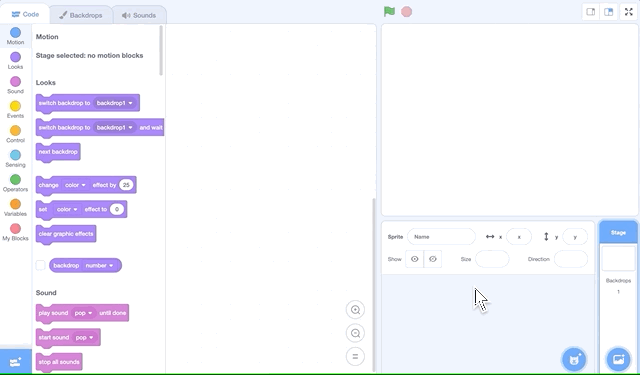 Code
Backdrops
Sounds
Motion
Looks
Sound
Events
Control
Sensing
Operators
Variables
My Blocks
Motion
Stage selected: no motion blocks
Looks
switch backdrop to backdrop1
switch backdrop to backdrop1 and wait
next backdrop
change color effect by 25
set color effect to 0
clear graphic effects
backdrop number
Sound
play sound pop until done
start sound pop
stop all sounds
Sprite Name x x y y
Show Size Direction
Stage
Backdrops
1